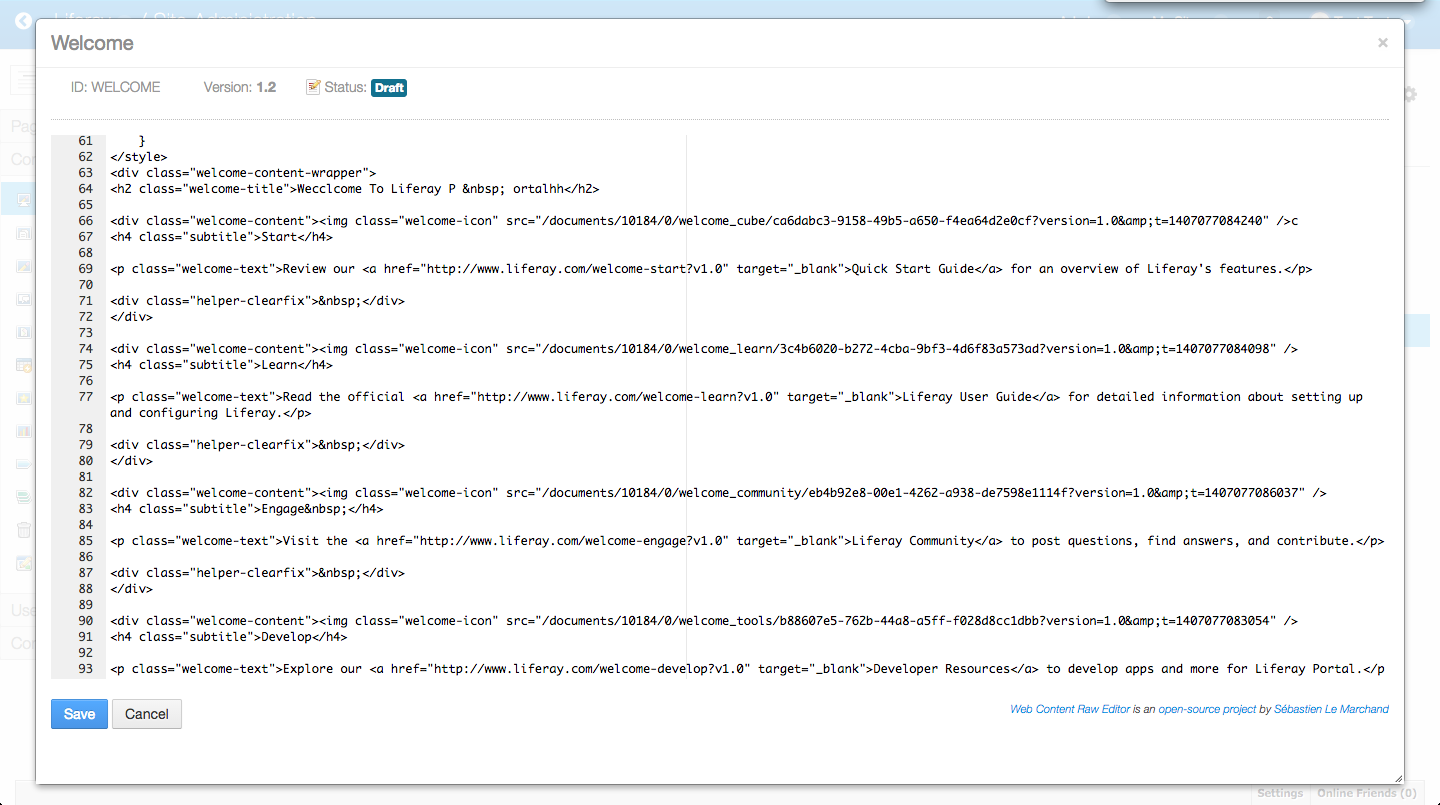 Welcome
×
ID: WELCOME Version: 1.2 Status: Draft
61     }
62 </style>
63 <div class="welcome-content-wrapper">
64 <h2 class="welcome-title">Wecclcome To Liferay P &nbsp; ortalhh</h2>
65
66 <div class="welcome-content"><img class="welcome-icon" src="/documents/10184/0/welcome_cube/ca6dabc3-9158-49b5-a650-f4ea64d2e0cf?version=1.0&amp;t=1407077084240" />c
67 <h4 class="subtitle">Start</h4>
68
69 <p class="welcome-text">Review our <a href="http://www.liferay.com/welcome-start?v1.0" target="_blank">Quick Start Guide</a> for an overview of Liferay's features.</p>
70
71 <div class="helper-clearfix">&nbsp;</div>
72 </div>
73
74 <div class="welcome-content"><img class="welcome-icon" src="/documents/10184/0/welcome_learn/3c4b6020-b272-4cba-9bf3-4d6f83a573ad?version=1.0&amp;t=1407077084098" />
75 <h4 class="subtitle">Learn</h4>
76
77 <p class="welcome-text">Read the official <a href="http://www.liferay.com/welcome-learn?v1.0" target="_blank">Liferay User Guide</a> for detailed information about setting up
and configuring Liferay.</p>
78
79 <div class="helper-clearfix">&nbsp;</div>
80 </div>
81
82 <div class="welcome-content"><img class="welcome-icon" src="/documents/10184/0/welcome_community/eb4b92e8-00e1-4262-a938-de7598e1114f?version=1.0&amp;t=1407077086037" />
83 <h4 class="subtitle">Engage&nbsp;</h4>
84
85 <p class="welcome-text">Visit the <a href="http://www.liferay.com/welcome-engage?v1.0" target="_blank">Liferay Community</a> to post questions, find answers, and contribute.</p>
86
87 <div class="helper-clearfix">&nbsp;</div>
88 </div>
89
90 <div class="welcome-content"><img class="welcome-icon" src="/documents/10184/0/welcome_tools/b88607e5-762b-44a8-a5ff-f028d8cc1dbb?version=1.0&amp;t=1407077083054" />
91 <h4 class="subtitle">Develop</h4>
92
93 <p class="welcome-text">Explore our <a href="http://www.liferay.com/welcome-develop?v1.0" target="_blank">Developer Resources</a> to develop apps and more for Liferay Portal.</p
Save Cancel
Web Content Raw Editor is an open-source project by Sébastien Le Marchand
Settings Online Friends (0)